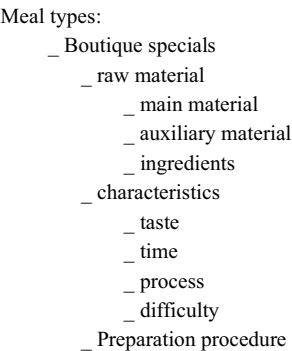 Meal types:
_ Boutique specials
_ raw material
_ main material
_ auxiliary material
_ ingredients
_ characteristics
_ taste
_ time
_ process
_ difficulty
_ Preparation procedure